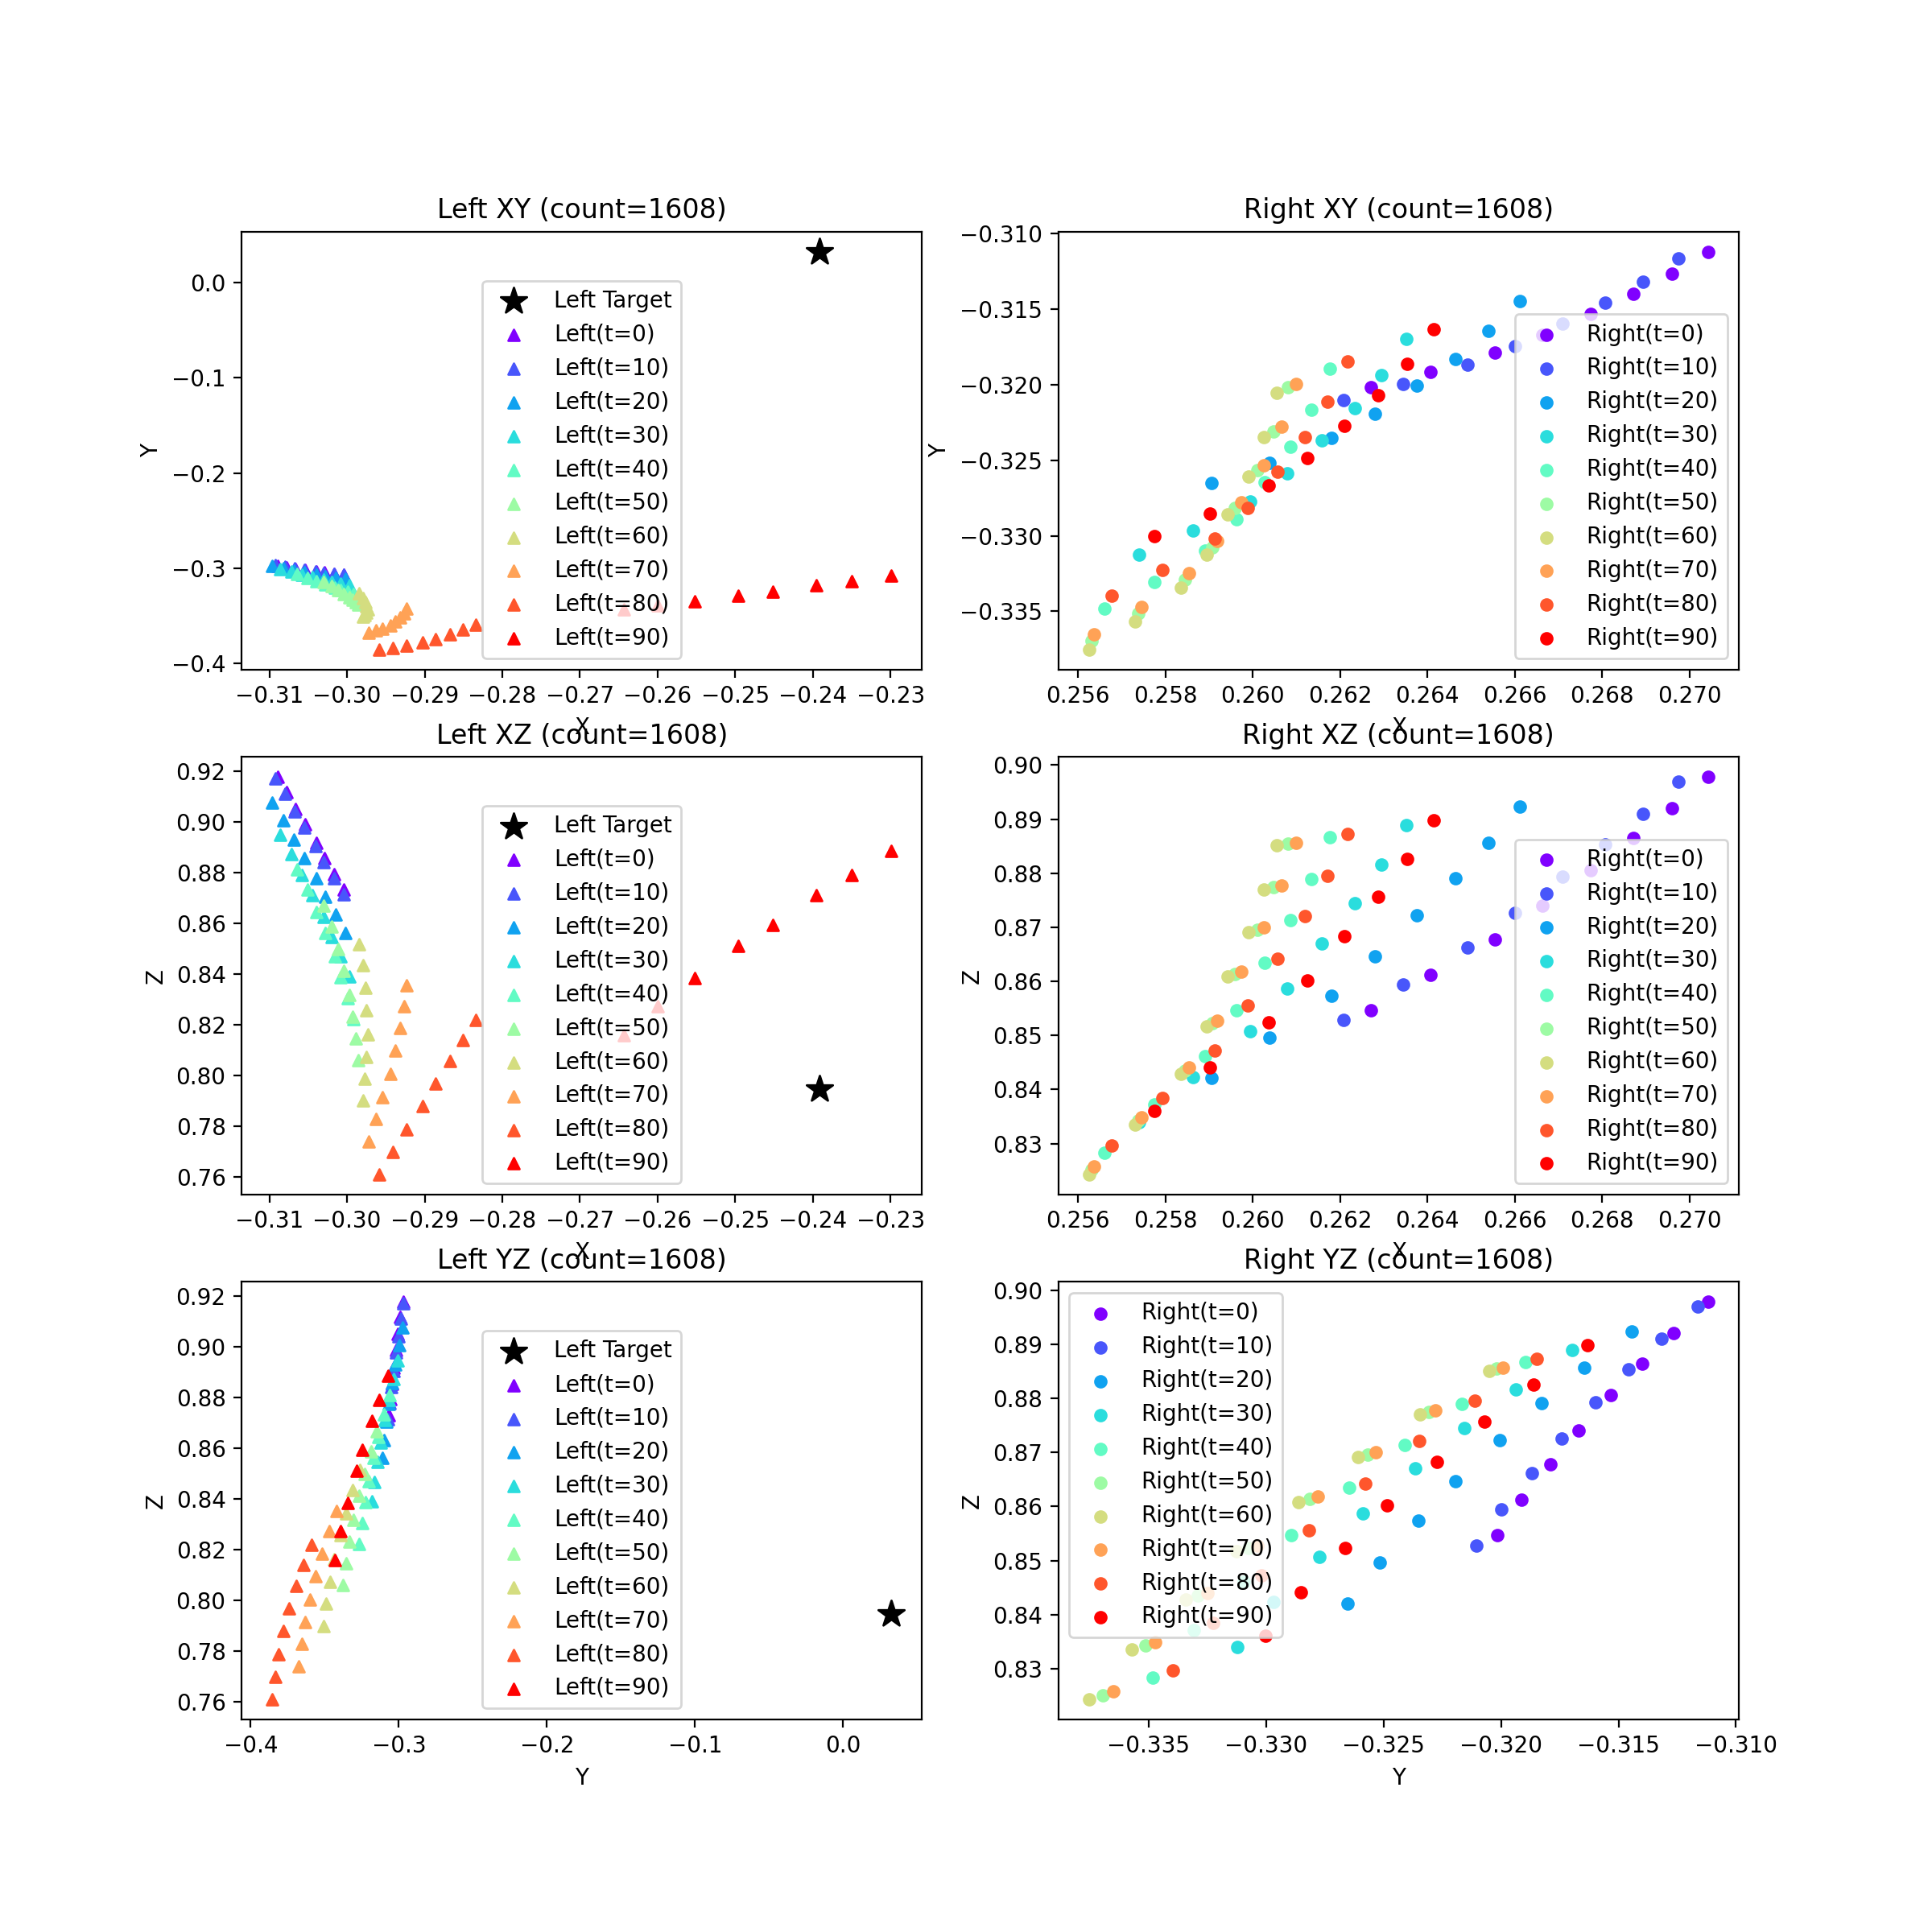 Left XY (count=1608)
Y
0.0
−0.1
−0.2
−0.3
−0.4
Left Target
Left(t=0)
Left(t=10)
Left(t=20)
Left(t=30)
Left(t=40)
Left(t=50)
Left(t=60)
Left(t=70)
Left(t=80)
Left(t=90)
−0.31 −0.30 −0.29 −0.28 −0.27 −0.26 −0.25 −0.24 −0.23
X
Right XY (count=1608)
Y
−0.310
−0.315
−0.320
−0.325
−0.330
−0.335
Right(t=0)
Right(t=10)
Right(t=20)
Right(t=30)
Right(t=40)
Right(t=50)
Right(t=60)
Right(t=70)
Right(t=80)
Right(t=90)
0.256 0.258 0.260 0.262 0.264 0.266 0.268 0.270
X
Left XZ (count=1608)
Z
0.92
0.90
0.88
0.86
0.84
0.82
0.80
0.78
0.76
Left Target
Left(t=0)
Left(t=10)
Left(t=20)
Left(t=30)
Left(t=40)
Left(t=50)
Left(t=60)
Left(t=70)
Left(t=80)
Left(t=90)
−0.31 −0.30 −0.29 −0.28 −0.27 −0.26 −0.25 −0.24 −0.23
X
Right XZ (count=1608)
Z
0.90
0.89
0.88
0.87
0.86
0.85
0.84
0.83
Right(t=0)
Right(t=10)
Right(t=20)
Right(t=30)
Right(t=40)
Right(t=50)
Right(t=60)
Right(t=70)
Right(t=80)
Right(t=90)
0.256 0.258 0.260 0.262 0.264 0.266 0.268 0.270
X
Left YZ (count=1608)
Z
0.92
0.90
0.88
0.86
0.84
0.82
0.80
0.78
0.76
Left Target
Left(t=0)
Left(t=10)
Left(t=20)
Left(t=30)
Left(t=40)
Left(t=50)
Left(t=60)
Left(t=70)
Left(t=80)
Left(t=90)
−0.4 −0.3 −0.2 −0.1 0.0
Y
Right YZ (count=1608)
Z
0.90
0.89
0.88
0.87
0.86
0.85
0.84
0.83
Right(t=0)
Right(t=10)
Right(t=20)
Right(t=30)
Right(t=40)
Right(t=50)
Right(t=60)
Right(t=70)
Right(t=80)
Right(t=90)
−0.335 −0.330 −0.325 −0.320 −0.315 −0.310
Y